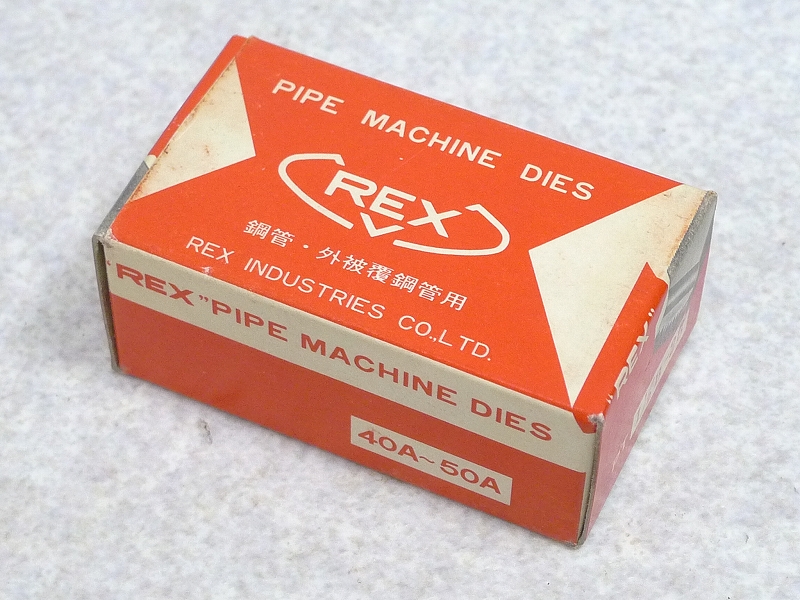 PIPE MACHINE DIES
REX
鋼管・外被覆鋼管用
REX INDUSTRIES CO.,LTD.
REX" PIPE MACHINE DIES
40A~50A
"REX"